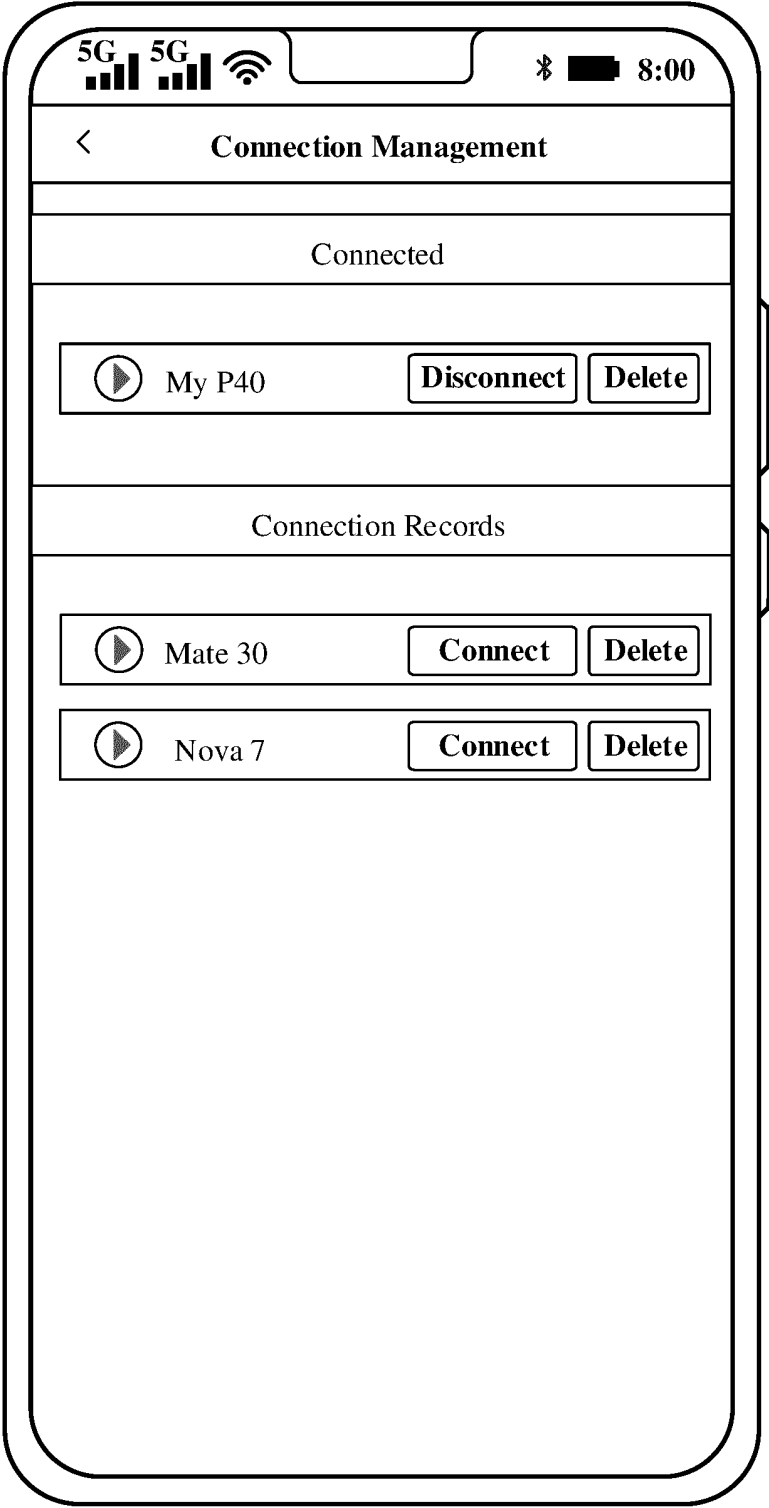 5G 5G 8:00
Connection Management
Connected
My P40 Disconnect Delete
Connection Records
Mate 30 Connect Delete
Nova 7 Connect Delete